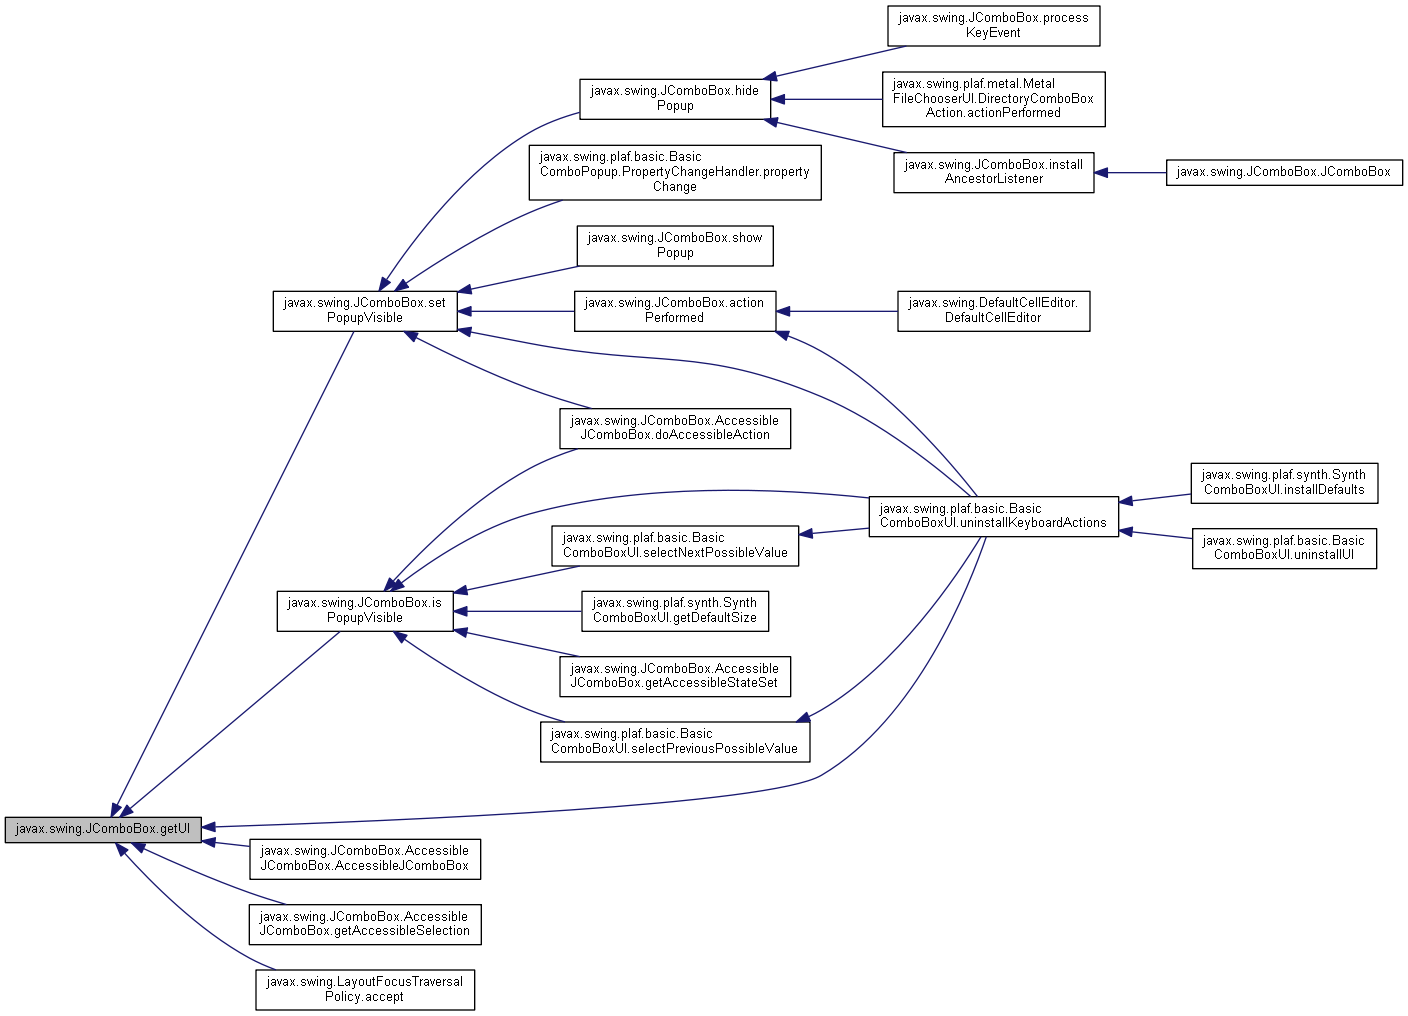 javax.swing.JComboBox.process
KeyEvent
javax.swing.JComboBox.hide
Popup
javax.swing.plaf.metal.Metal
FileChooserUI.DirectoryComboBox
Action.actionPerformed
javax.swing.JComboBox.install
AncestorListener
javax.swing.JComboBox.JComboBox
javax.swing.plaf.basic.Basic
ComboPopup.PropertyChangeHandler.property
Change
javax.swing.JComboBox.show
Popup
javax.swing.JComboBox.set
PopupVisible
javax.swing.JComboBox.action
Performed
javax.swing.DefaultCellEditor.
DefaultCellEditor
javax.swing.JComboBox.Accessible
JComboBox.doAccessibleAction
javax.swing.plaf.synth.Synth
ComboBoxUI.installDefaults
javax.swing.plaf.basic.Basic
ComboBoxUI.uninstallKeyboardActions
javax.swing.plaf.basic.Basic
ComboBoxUI.selectNextPossibleValue
javax.swing.plaf.basic.Basic
ComboBoxUI.uninstallUI
javax.swing.JComboBox.is
PopupVisible
javax.swing.plaf.synth.Synth
ComboBoxUI.getDefaultSize
javax.swing.JComboBox.Accessible
JComboBox.getAccessibleStateSet
javax.swing.plaf.basic.Basic
ComboBoxUI.selectPreviousPossibleValue
javax.swing.JComboBox.getUI
javax.swing.JComboBox.Accessible
JComboBox.AccessibleJComboBox
javax.swing.JComboBox.Accessible
JComboBox.getAccessibleSelection
javax.swing.LayoutFocusTraversal
Policy.accept